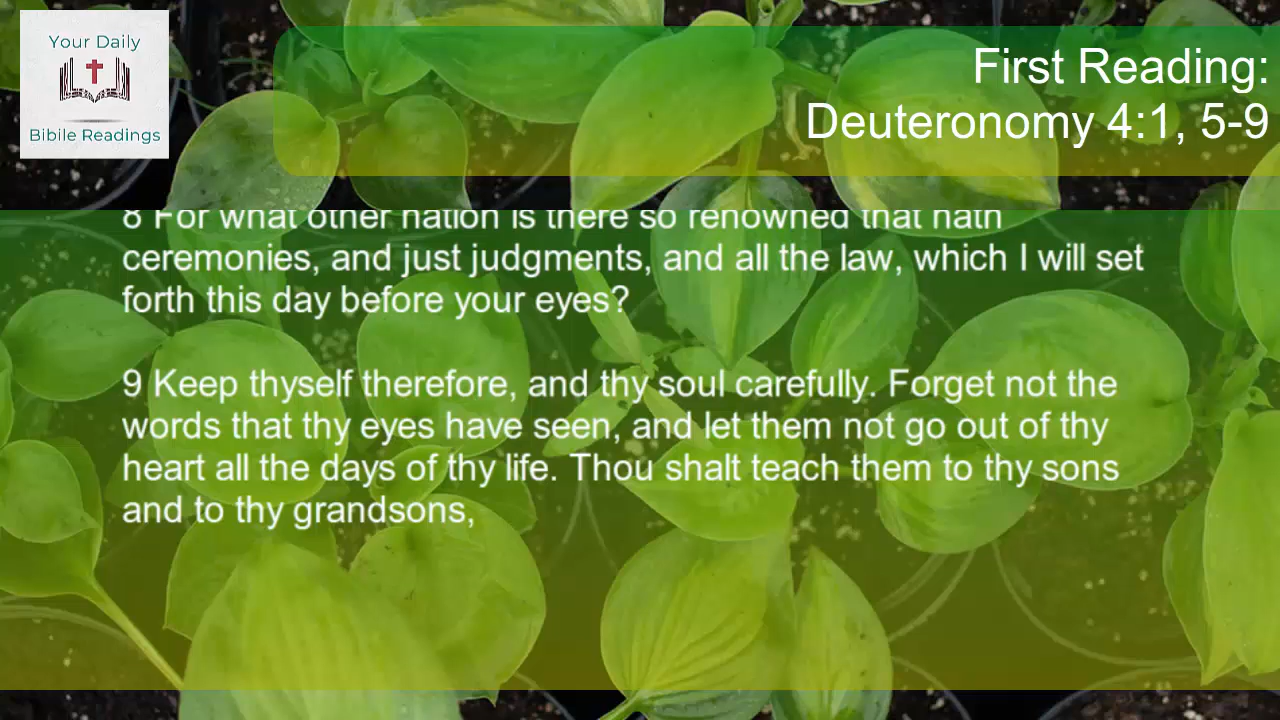 Your Daily
Bibile Readings
First Reading:
Deuteronomy 4:1, 5-9
8 For what other nation is there so renowned that hath
ceremonies, and just judgments, and all the law, which I will set
forth this day before your eyes?
9 Keep thyself therefore, and thy soul carefully. Forget not the
words that thy eyes have seen, and let them not go out of thy
heart all the days of thy life. Thou shalt teach them to thy sons
and to thy grandsons,